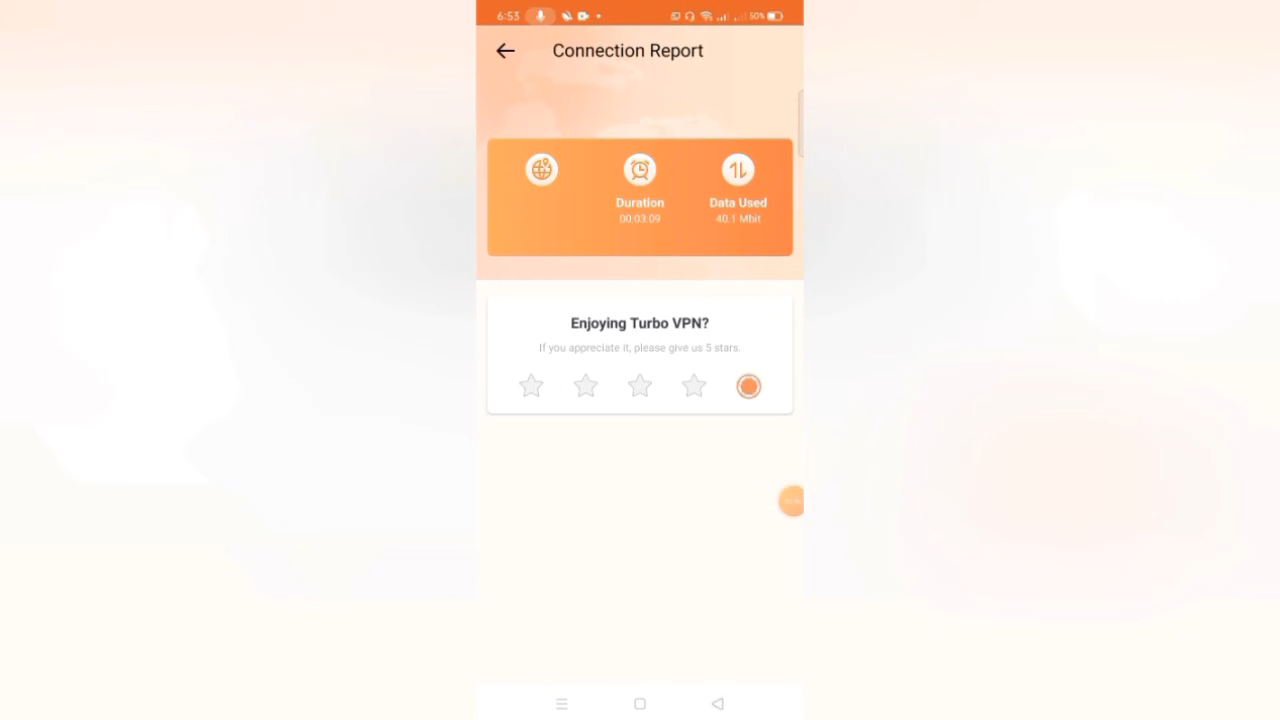 6:53
50%
Connection Report
Duration
00:03:09
Data Used
40.1 Mbit
Enjoying Turbo VPN?
If you appreciate it, please give us 5 stars.